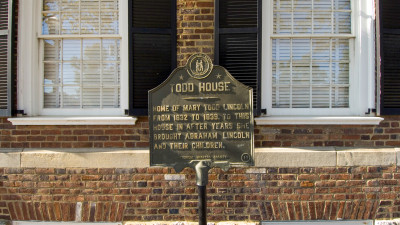 TODD HOUSE
HOME OF MARY TODD LINCOLN
FROM 1832 TO 1839. TO THIS
HOUSE IN AFTER YEARS SHE
BROUGHT ABRAHAM LINCOLN
AND THEIR CHILDREN.